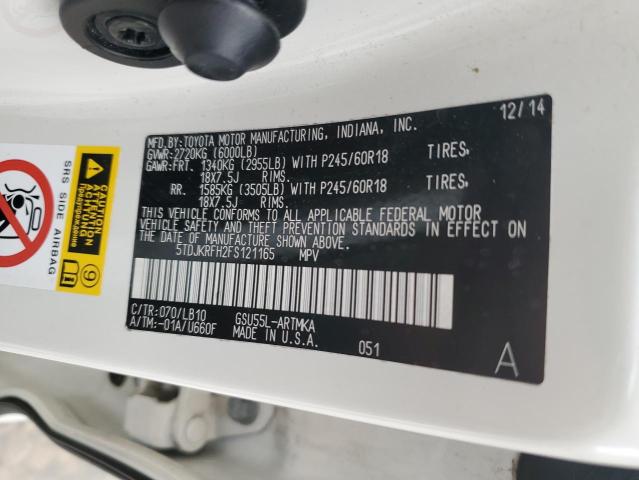 12/14
MFD. BY:TOYOTA MOTOR MANUFACTURING, INDIANA, INC.
GVWR:2720KG (6000LB)
GAWR:FRT. 1340KG (2955LB) WITH P245/60R18 TIRES,
18X7.5J RIMS.
RR. 1585KG (3505LB) WITH P245/60R18 TIRES,
18X7.5J RIMS.
THIS VEHICLE CONFORMS TO ALL APPLICABLE FEDERAL MOTOR
VEHICLE SAFETY AND THEFT PREVENTION STANDARDS IN EFFECT
ON THE DATE OF MANUFACTURE SHOWN ABOVE.
5TDJKRFH2FS121165 MPV
C/TR:070/LB10 GSU55L-ARTMKA
A/TM:-01A/U660F MADE IN U.S.A.
051
A
SRS SIDE AIRBAG
CAUTION
ATTENTION
Предупреждение
9